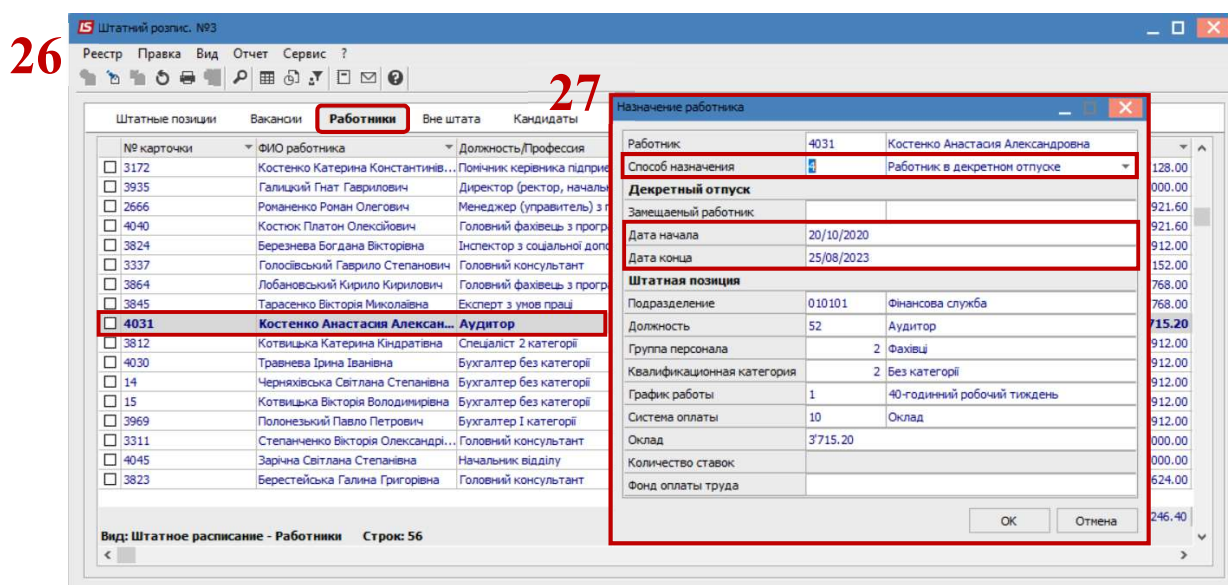 26
Штатний розпис. №3
Реестр Правка Вид Отчет Сервис ?
27
Штатные позиции Вакансии Работники Вне штата Кандидаты
№ карточки ФИО работника Должность/Профессия
3172 Костенко Катерина Константинів... Помічник керівника підприє 128.00
3935 Галицкий Гнат Гаврилович Директор (ректор, началь 000.00
2666 Романенко Роман Олегович Менеджер (управитель) з 921.60
4040 Костюк Платон Олексійович Головний фахівець з прогр 921.60
3824 Березнева Богдана Вікторівна Інспектор з соціальної допо 912.00
3337 Голосіївський Гаврило Степанович Головний консультант 152.00
3864 Лобановський Кирило Кирилович Головний фахівець з прогр 768.00
3845 Тарасенко Вікторія Миколаївна Експерт з умов праці 768.00
4031 Костенко Анастасия Алексан... Аудитор 715.20
3812 Котвицька Катерина Кіндратівна Спеціаліст 2 категорії 912.00
4030 Травнева Ірина Іванівна Бухгалтер без категорії 912.00
14 Черняхівська Світлана Степанівна Бухгалтер без категорії 912.00
15 Котвицька Вікторія Володимирівна Бухгалтер без категорії 912.00
3969 Полонезький Павло Петрович Бухгалтер І категорії 912.00
3311 Степанченко Вікторія Олександрі... Головний консультант 000.00
4045 Зарічна Світлана Степанівна Начальник відділу 000.00
3823 Берестейська Галина Григорівна Головний консультант 624.00
246.40
Вид: Штатное расписание - Работники Строк: 56
Назначение работника
Работник 4031 Костенко Анастасия Александровна
Способ назначения 4 Работник в декретном отпуске
Декретный отпуск
Замещаемый работник
Дата начала 20/10/2020
Дата конца 25/08/2023
Штатная позиция
Подразделение 010101 Фінансова служба
Должность 52 Аудитор
Группа персонала 2 Фахівці
Квалификационная категория 2 Без категорії
График работы 1 40-годинний робочий тиждень
Система оплаты 10 Оклад
Оклад 3'715.20
Количество ставок
Фонд оплаты труда
ОК Отмена